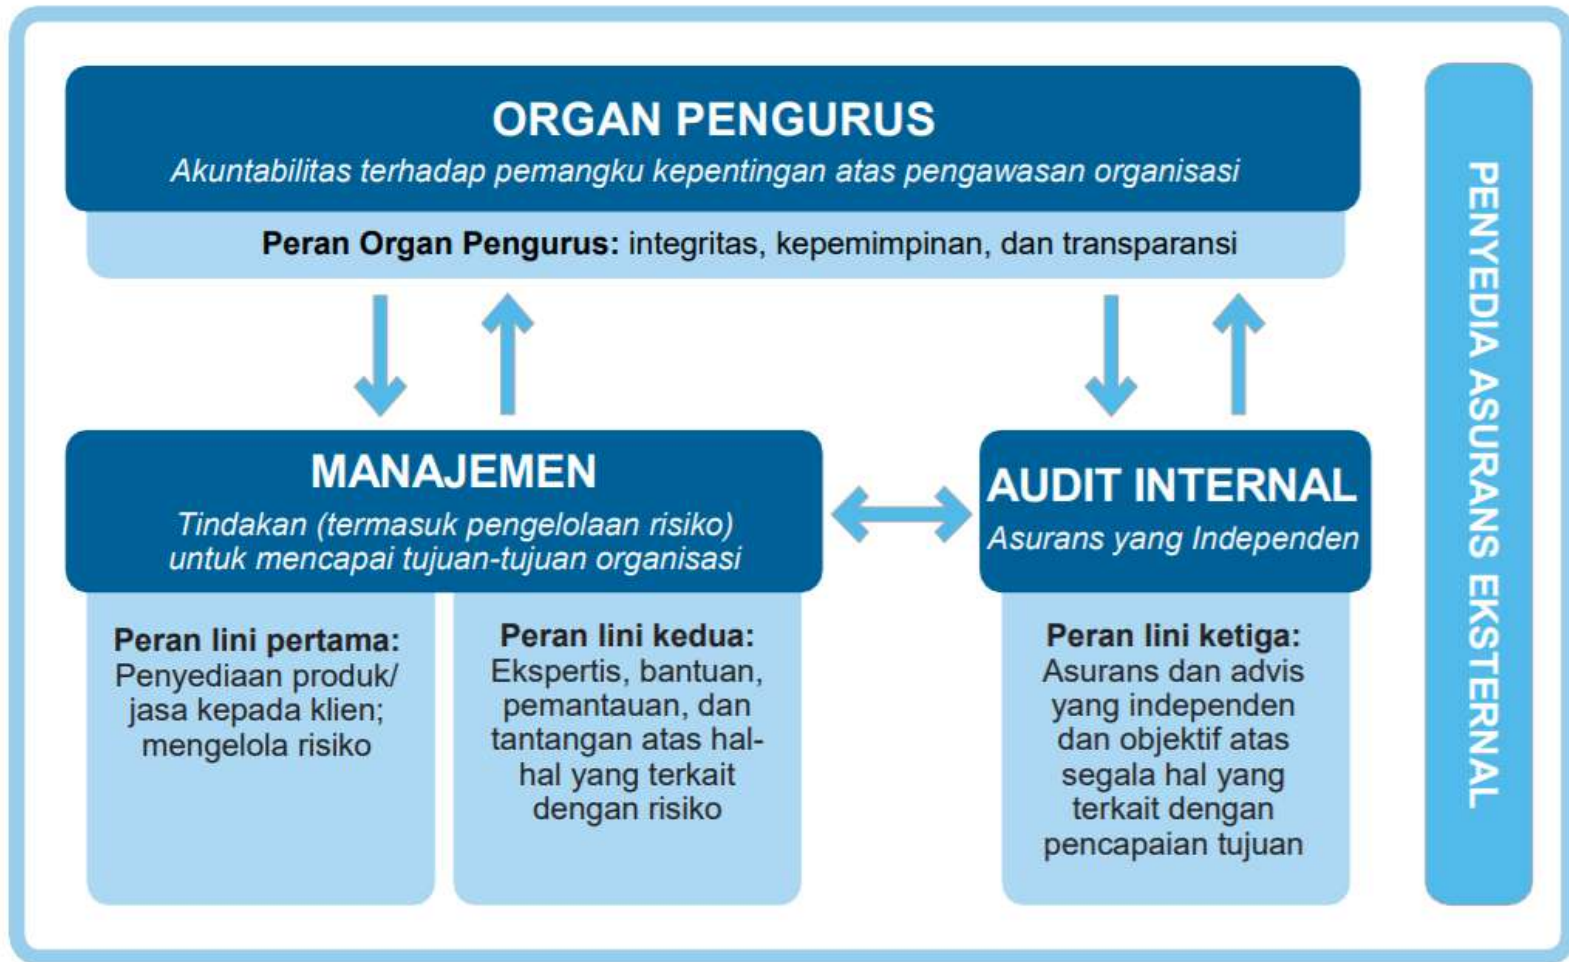 ORGAN PENGURUS
Akuntabilitas terhadap pemangku kepentingan atas pengawasan organisasi
Peran Organ Pengurus: integritas, kepemimpinan, dan transparansi
MANAJEMEN
Tindakan (termasuk pengelolaan risiko)
untuk mencapai tujuan-tujuan organisasi
Peran lini pertama:
Penyediaan produk/
jasa kepada klien;
mengelola risiko
Peran lini kedua:
Ekspertis, bantuan,
pemantauan, dan
tantangan atas hal-
hal yang terkait
dengan risiko
AUDIT INTERNAL
Asurans yang Independen
Peran lini ketiga:
Asurans dan advis
yang independen
dan objektif atas
segala hal yang
terkait dengan
pencapaian tujuan
PENYEDIA ASURANS EKSTERNAL